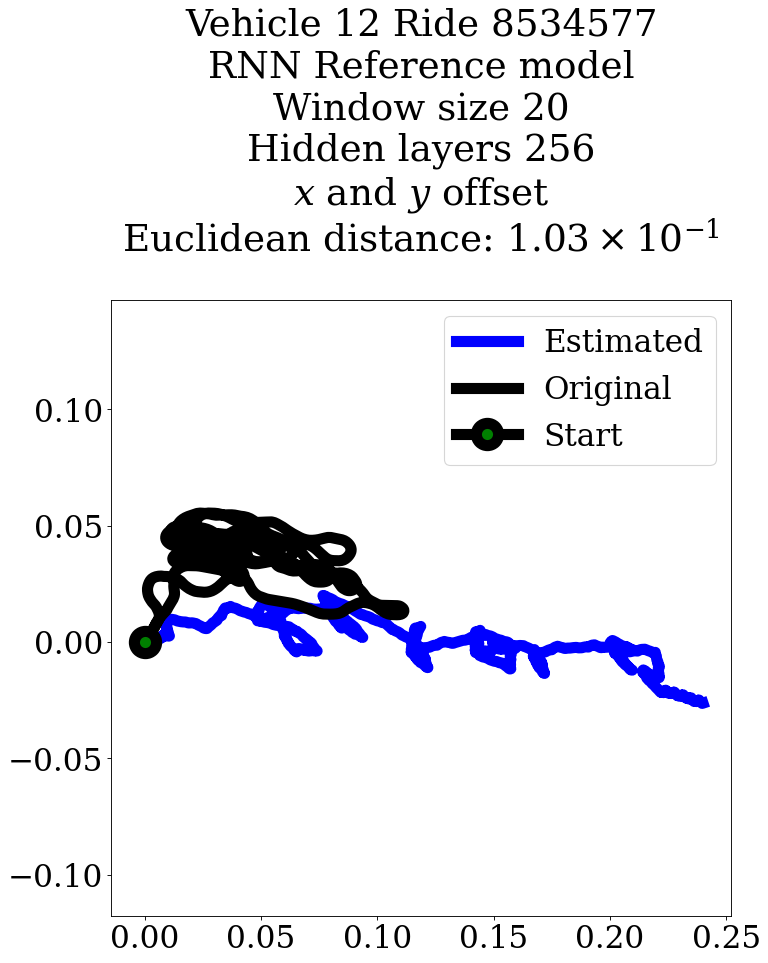 Vehicle 12 Ride 8534577
RNN Reference model
Window size 20
Hidden layers 256
x and y offset
Euclidean distance: 1.03 × 10⁻¹
Estimated
Original
Start
0.10
0.05
0.00
−0.05
−0.10
0.00 0.05 0.10 0.15 0.20 0.25